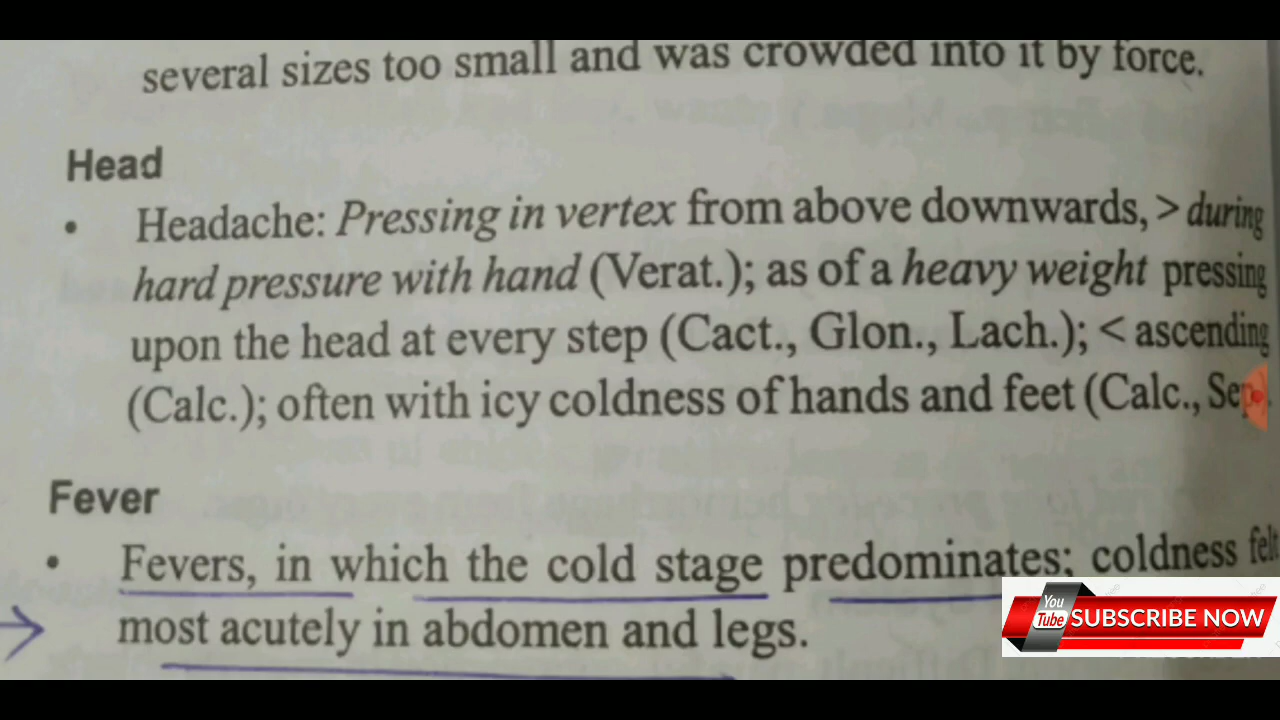 several sizes too small and was crowded into it by force.
Head
• Headache: Pressing in vertex from above downwards, > during
hard pressure with hand (Verat.); as of a heavy weight pressing
upon the head at every step (Cact., Glon., Lach.); < ascending
(Calc.); often with icy coldness of hands and feet (Calc., Sep.).
Fever
• Fevers, in which the cold stage predominates; coldness felt
most acutely in abdomen and legs.
You
Tube
SUBSCRIBE NOW